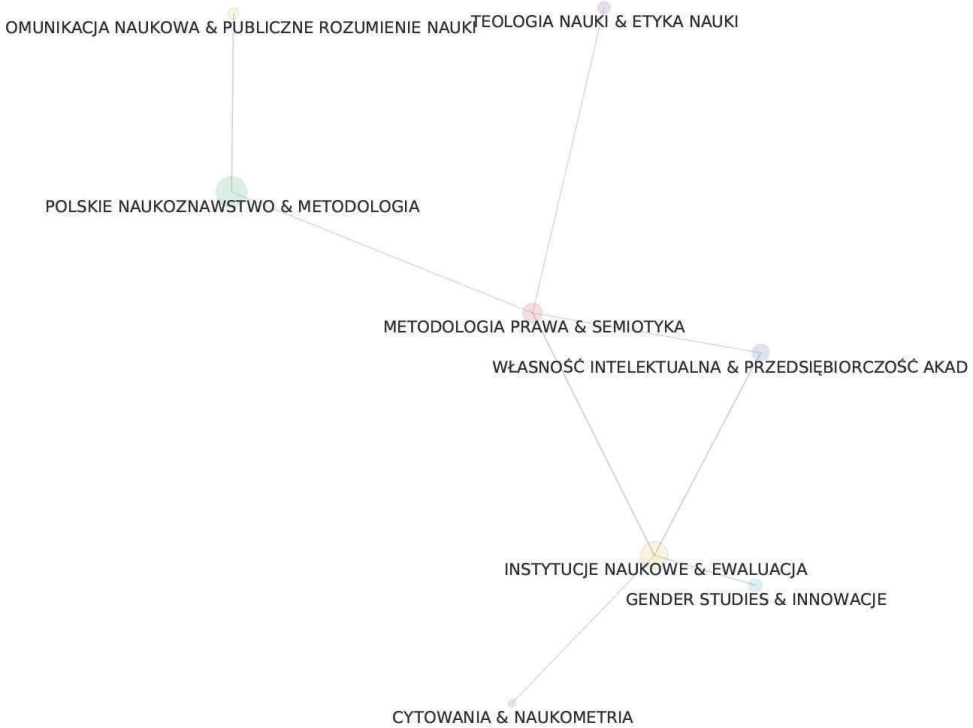 OMUNIKACJA NAUKOWA & PUBLICZNE ROZUMIENIE NAUKI
TEOLOGIA NAUKI & ETYKA NAUKI
POLSKIE NAUKOZNAWSTWO & METODOLOGIA
METODOLOGIA PRAWA & SEMIOTYKA
WŁASNOŚĆ INTELEKTUALNA & PRZEDSIĘBIORCZOŚĆ AKAD
INSTYTUCJE NAUKOWE & EWALUACJA
GENDER STUDIES & INNOWACJE
CYTOWANIA & NAUKOMETRIA